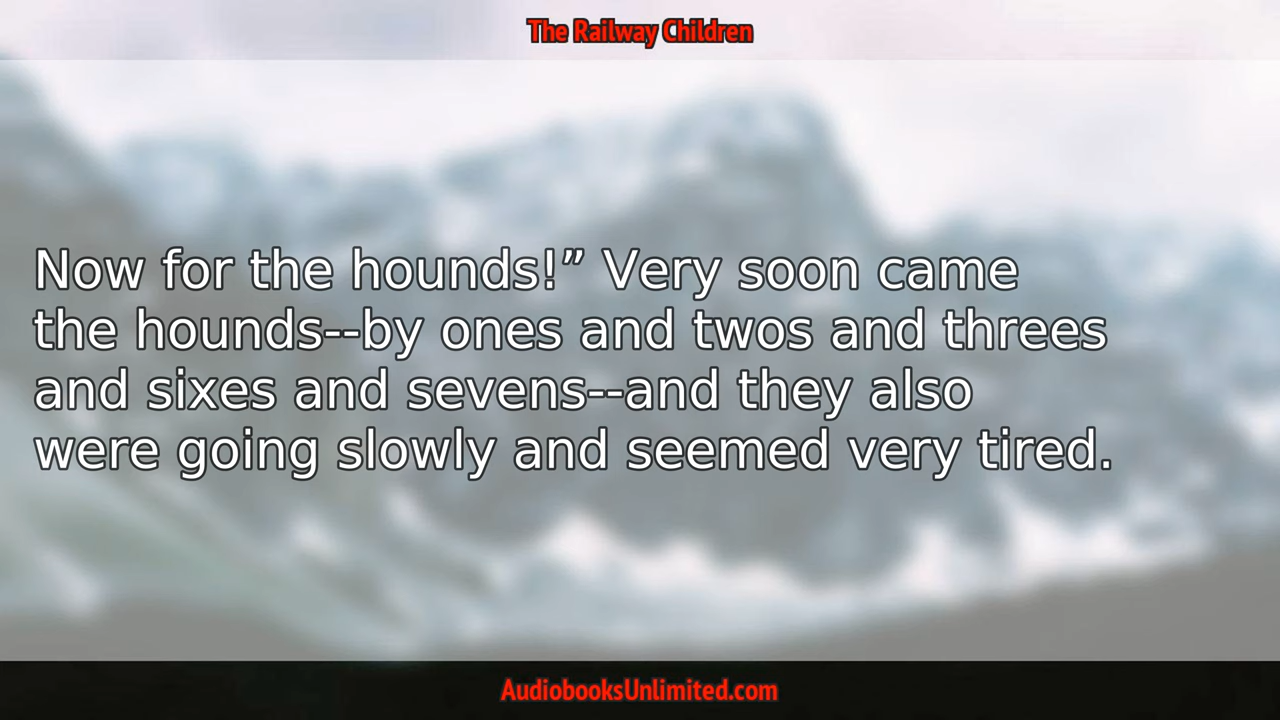 The Railway Children
Now for the hounds!” Very soon came
the hounds--by ones and twos and threes
and sixes and sevens--and they also
were going slowly and seemed very tired.
AudiobooksUnlimited.com